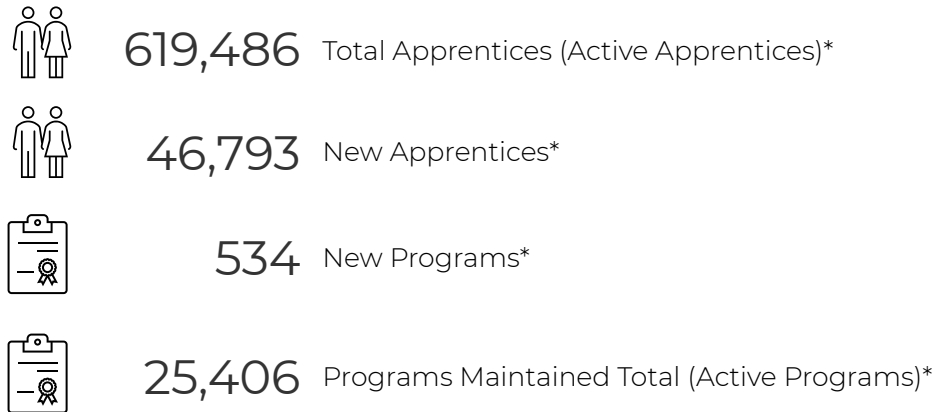 619,486 Total Apprentices (Active Apprentices)*
46,793 New Apprentices*
534 New Programs*
25,406 Programs Maintained Total (Active Programs)*